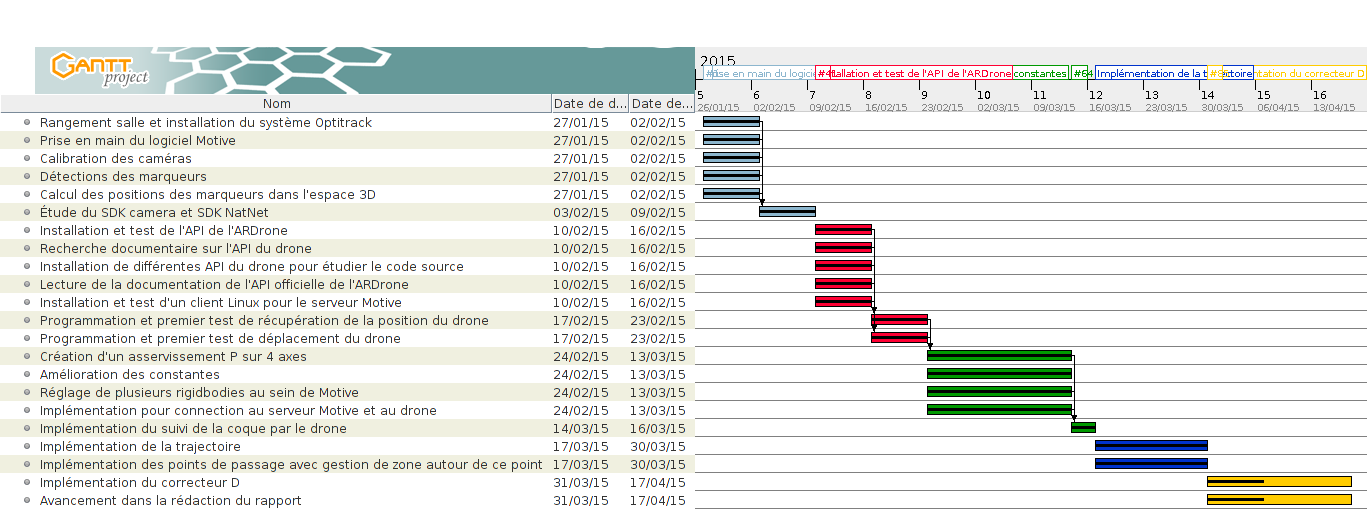 GANTT
project
2015
#4
constantes
#64
Implémentation de la t
5 6 7 8 9 10 11 12 13 14 15 16
26/01/15 02/02/15 09/02/15 16/02/15 23/02/15 02/03/15 09/03/15 16/03/15 23/03/15 30/03/15 06/04/15 13/04/15
Nom Date de d... Date de...
Rangement salle et installation du système Optitrack 27/01/15 02/02/15
Prise en main du logiciel Motive 27/01/15 02/02/15
Calibration des caméras 27/01/15 02/02/15
Détections des marqueurs 27/01/15 02/02/15
Calcul des positions des marqueurs dans l'espace 3D 27/01/15 02/02/15
Étude du SDK camera et SDK NatNet 03/02/15 09/02/15
Installation et test de l'API de l'ARDrone 10/02/15 16/02/15
Recherche documentaire sur l'API du drone 10/02/15 16/02/15
Installation de différentes API du drone pour étudier le code source 10/02/15 16/02/15
Lecture de la documentation de l'API officielle de l'ARDrone 10/02/15 16/02/15
Installation et test d'un client Linux pour le serveur Motive 10/02/15 16/02/15
Programmation et premier test de récupération de la position du drone 17/02/15 23/02/15
Programmation et premier test de déplacement du drone 17/02/15 23/02/15
Création d'un asservissement P sur 4 axes 24/02/15 13/03/15
Amélioration des constantes 24/02/15 13/03/15
Réglage de plusieurs rigidbodies au sein de Motive 24/02/15 13/03/15
Implémentation pour connection au serveur Motive et au drone 24/02/15 13/03/15
Implémentation du suivi de la coque par le drone 14/03/15 16/03/15
Implémentation de la trajectoire 17/03/15 30/03/15
Implémentation des points de passage avec gestion de zone autour de ce point 17/03/15 30/03/15
Implémentation du correcteur D 31/03/15 17/04/15
Avancement dans la rédaction du rapport 31/03/15 17/04/15